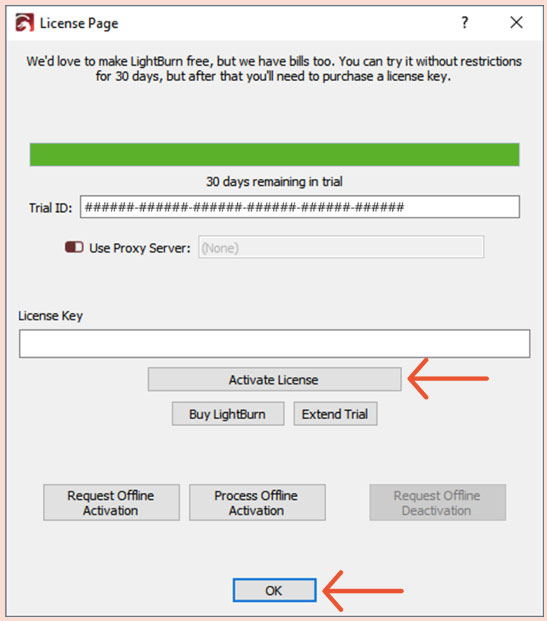 License Page
?
We'd love to make LightBurn free, but we have bills too. You can try it without restrictions
for 30 days, but after that you'll need to purchase a license key.
30 days remaining in trial
Trial ID: ######-######-######-######-######-######
Use Proxy Server: (None)
License Key
Activate License
Buy LightBurn Extend Trial
Request Offline Process Offline Request Offline
Activation Activation Deactivation
OK